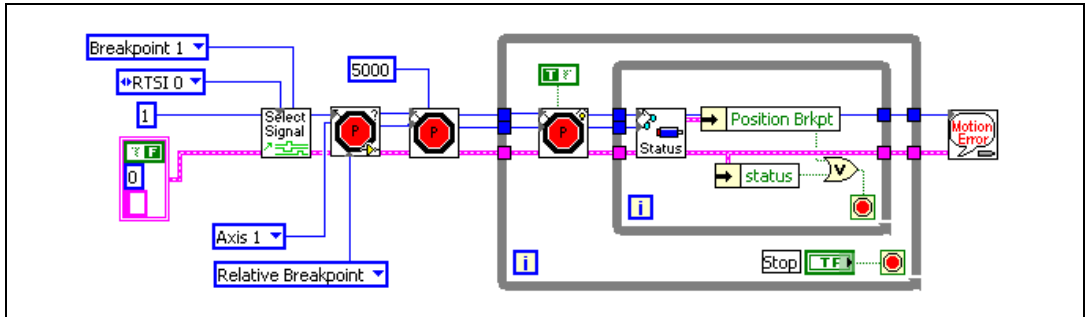 Breakpoint 1
RTSI 0
1
5000
Select
Signal
?
P
P
T
P
Status
Position Brkpt
status
V
i
F
0
Axis 1
Relative Breakpoint
i
Stop
TF
Motion
Error